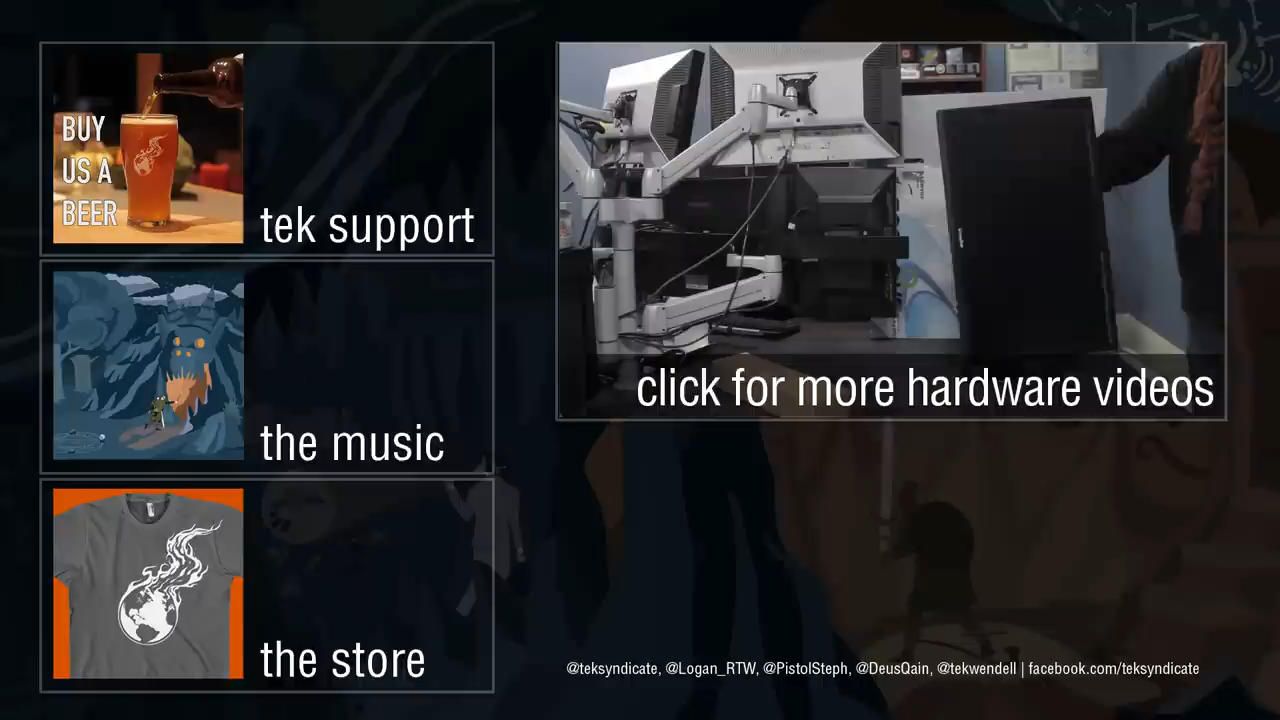 BUY
US A
BEER
tek support
the music
the store
click for more hardware videos
@teksyndicate, @Logan_RTW, @PistolSteph, @DeusQain, @tekwendell | facebook.com/teksyndicate